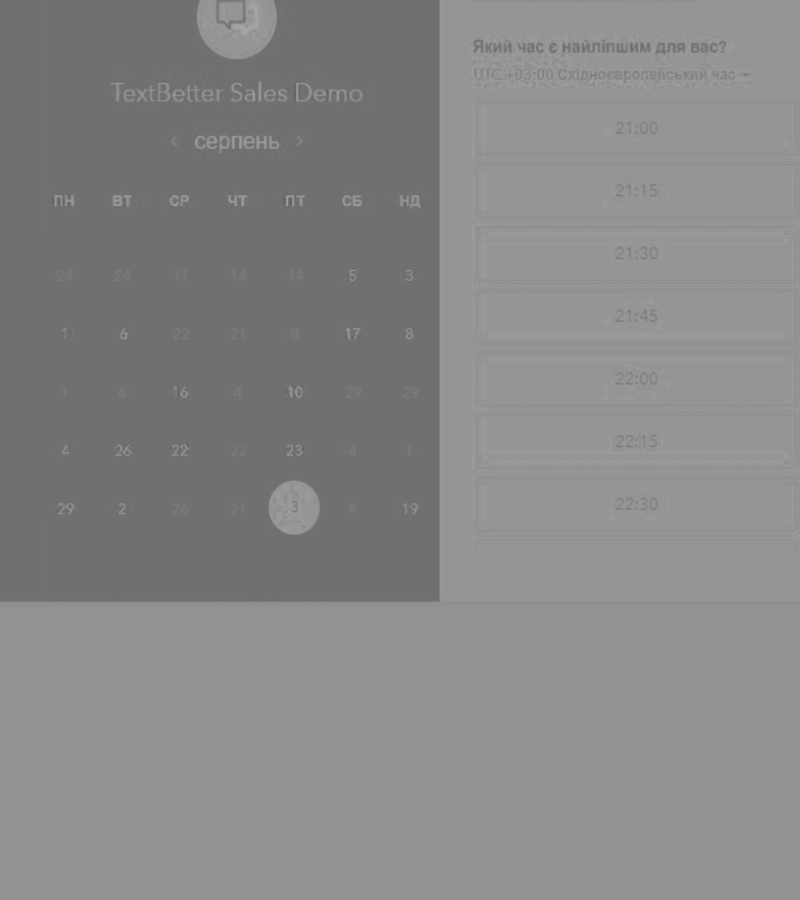 TextBetter Sales Demo
серпень
ПН ВТ СР ЧТ ПТ СБ НД
24 24 11 14 14 5 3
1 6 22 21 8 17 8
1 6 16 4 10 29 29
4 26 22 22 23 4 1
29 2 26 21 3 9 19
Який час є найліпшим для вас?
UTC +03:00 Східноєвропейський час
21:00
21:15
21:30
21:45
22:00
22:15
22:30